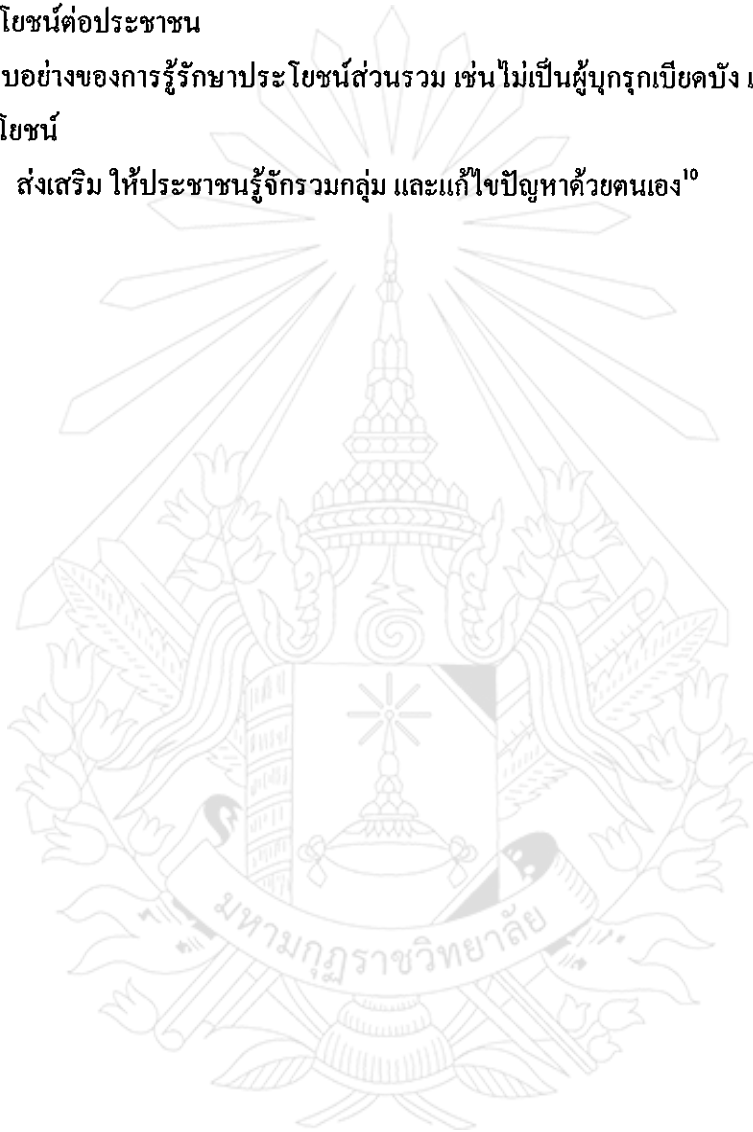 โยชน์ต่อประชาชน
บอย่างของการรู้รักษาประโยชน์ส่วนรวม เช่น ไม่เป็นผู้บุกรุกเบียดบัง
โยชน์
ส่งเสริม ให้ประชาชนรู้จักรวมกลุ่ม และแก้ไขปัญหาด้วยตนเอง¹⁰
มหามกุฏราชวิทยาลัย